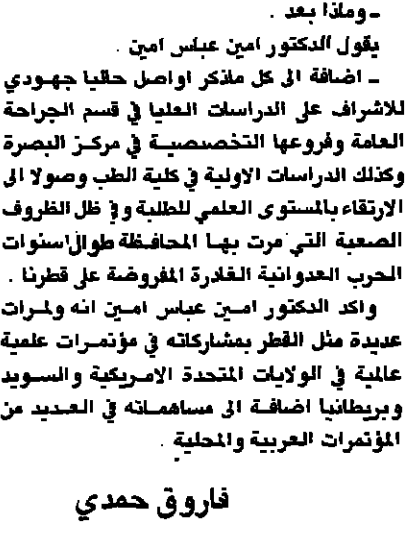 - وماذا بعد .
يقول الدكتور امين عباس امين .
- اضافة الى كل ماذكر اواصل حاليا جهودي
للاشراف على الدراسات العليا في قسم الجراحة
العامة وفروعها التخصصية في مركز البصرة
وكذلك الدراسات الاولية في كلية الطب وصولا الى
الارتقاء بالمستوى العلمي للطلبة وفي ظل الظروف
الصعبة التي مرت بها المحافظة طوال سنوات
الحرب العدوانية الغادرة المفروضة على قطرنا .
واكد الدكتور امين عباس امين انه ولمرات
عديدة مثل القطر بمشاركاته في مؤتمرات علمية
عالمية في الولايات المتحدة الامريكية والسويد
وبريطانيا اضافة الى مساهماته في العديد من
المؤتمرات العربية والمحلية .
فاروق حمدي